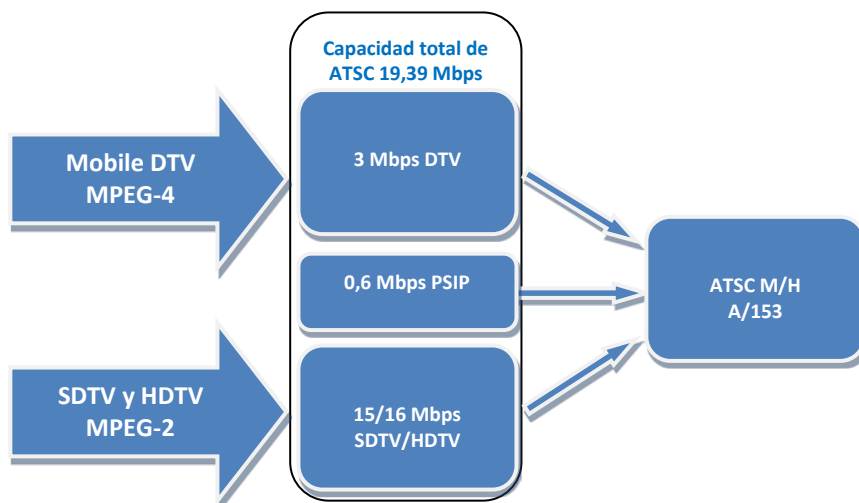 Capacidad total de
ATSC 19,39 Mbps
Mobile DTV
MPEG-4
3 Mbps DTV
0,6 Mbps PSIP
ATSC M/H
A/153
SDTV y HDTV
MPEG-2
15/16 Mbps
SDTV/HDTV